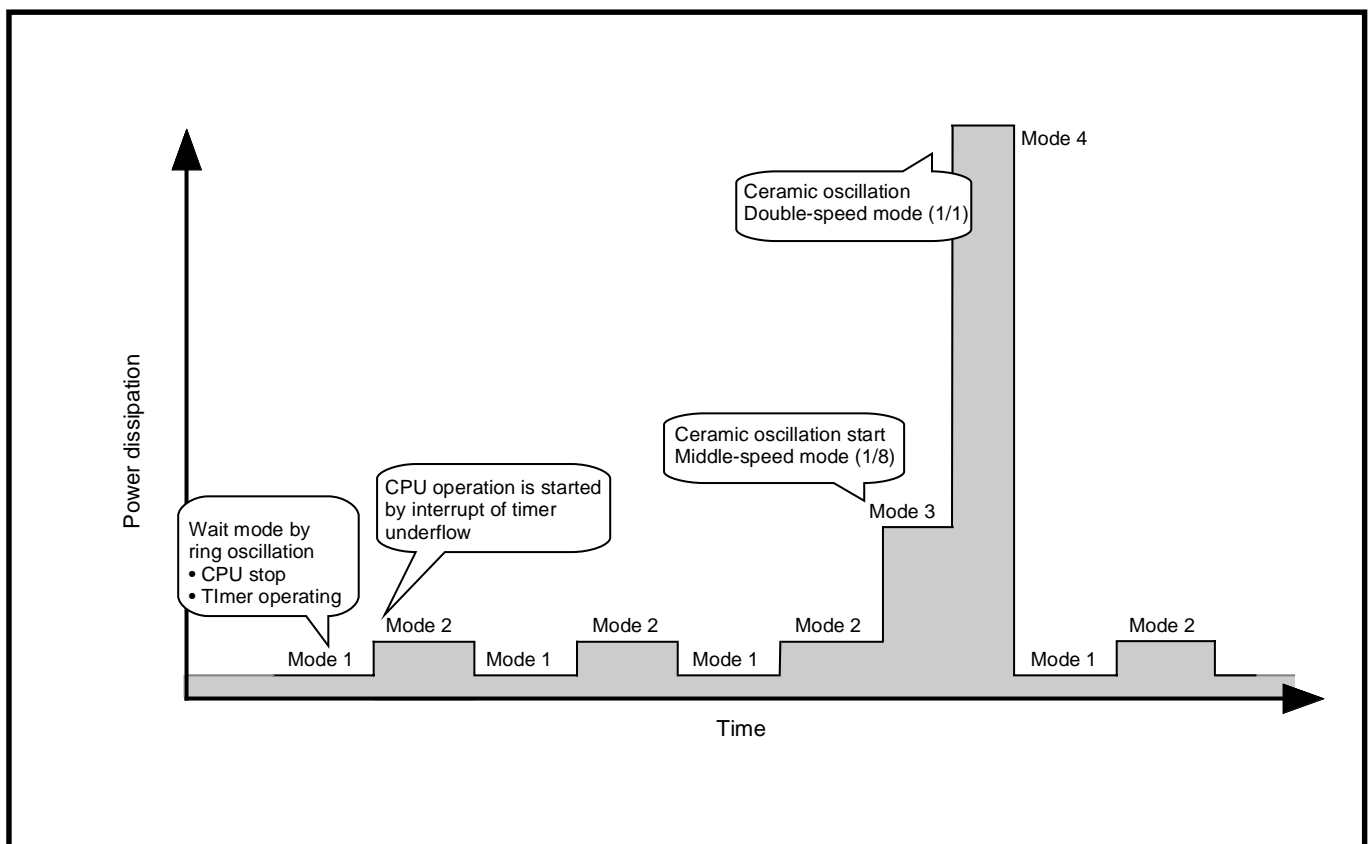 Mode 4
Ceramic oscillation
Double-speed mode (1/1)
Power dissipation
Ceramic oscillation start
Middle-speed mode (1/8)
CPU operation is started
by interrupt of timer
underflow
Mode 3
Wait mode by
ring oscillation
• CPU stop
• TImer operating
Mode 2
Mode 2
Mode 2
Mode 2
Mode 1
Mode 1
Mode 1
Mode 1
Time